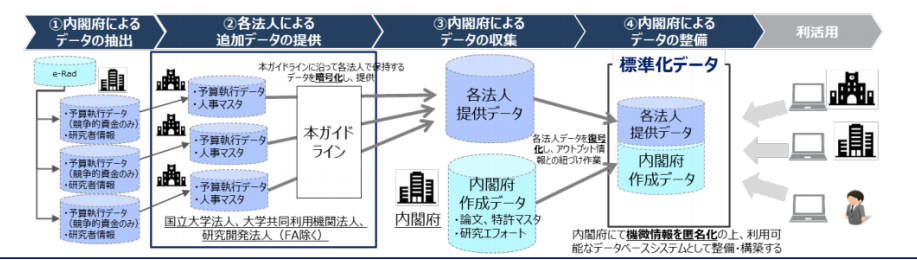 ①内閣府による
データの抽出
②各法人による
追加データの提供
③内閣府による
データの収集
④内閣府による
データの整備
利活用
e-Rad
・予算執行データ
(競争的資金のみ)
・研究者情報
・予算執行データ
(競争的資金のみ)
・研究者情報
・予算執行データ
(競争的資金のみ)
・研究者情報
本ガイドラインに沿って各法人で保持する
データを暗号化し、提供
・予算執行データ
・人事マスタ
・予算執行データ
・人事マスタ
・予算執行データ
・人事マスタ
本ガイド
ライン
国立大学法人、大学共同利用機関法人、
研究開発法人（FA除く）
各法人
提供データ
内閣府
内閣府
作成データ
・論文、特許マスタ
・研究エフォート
各法人データを復号
化し、アウトプット情
報との紐づけ作業
標準化データ
各法人
提供データ
内閣府
作成データ
内閣府にて機微情報を匿名化の上、利用可
能なデータベースシステムとして整備・構築する